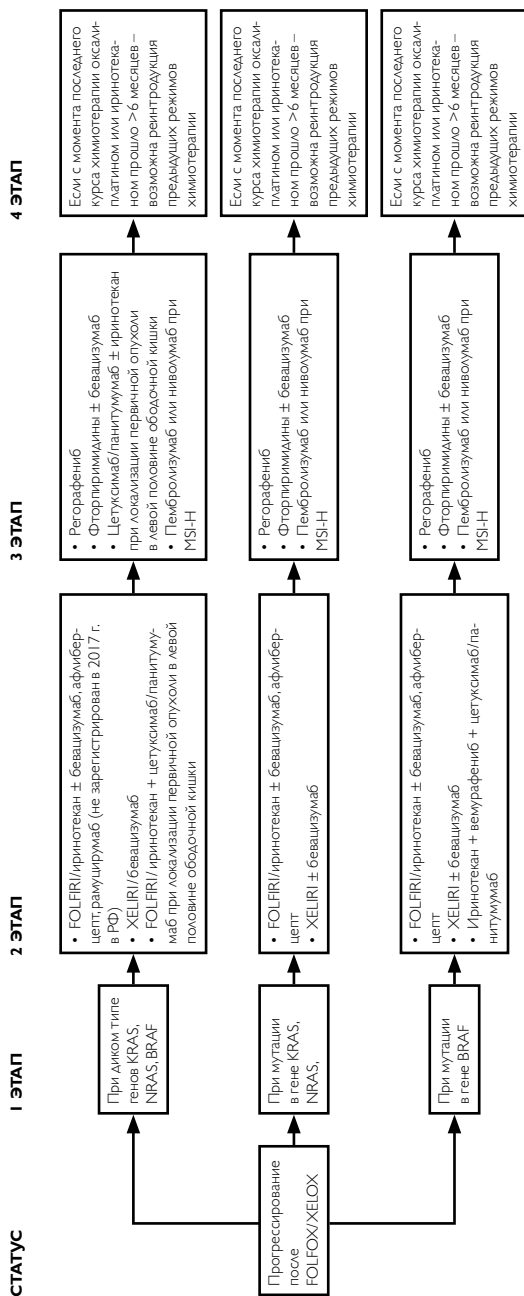 СТАТУС
1 ЭТАП
2 ЭТАП
3 ЭТАП
4 ЭТАП
Прогрессирование
после
FOLFOX/XELOX
При диком типе
генов KRAS,
NRAS, BRAF
• FOLFIRI/иринотекан ± бевацизумаб, афлибер-
цепт, рамуцирумаб (не зарегистрирован в 2017 г.
в РФ)
• XELIRI/бевацизумаб
• FOLFIRI/иринотекан + цетуксимаб/панитуму-
маб при локализации первичной опухоли в левой
половине ободочной кишки
• Регорафениб
• Фторпиримидины ± бевацизумаб
• Цетуксимаб/панитумумаб ± иринотекан
при локализации первичной опухоли
в левой половине ободочной кишки
• Пембролизумаб или ниволумаб при
MSI-H
Если с момента последнего
курса химиотерапии оксали-
платином или иринотека-
ном прошло >6 месяцев –
возможна реинтродукция
предыдущих режимов
химиотерапии
При мутации
в гене KRAS,
NRAS,
• FOLFIRI/иринотекан ± бевацизумаб, афлибер-
цепт
• XELIRI ± бевацизумаб
• Регорафениб
• Фторпиримидины ± бевацизумаб
• Пембролизумаб или ниволумаб при
MSI-H
Если с момента последнего
курса химиотерапии оксали-
платином или иринотека-
ном прошло >6 месяцев –
возможна реинтродукция
предыдущих режимов
химиотерапии
При мутации
в гене BRAF
• FOLFIRI/иринотекан ± бевацизумаб, афлибер-
цепт
• XELIRI ± бевацизумаб
• Иринотекан + вемурафениб + цетуксимаб/па-
нитумумаб
• Регорафениб
• Фторпиримидины ± бевацизумаб
• Пембролизумаб или ниволумаб при
MSI-H
Если с момента последнего
курса химиотерапии оксали-
платином или иринотека-
ном прошло >6 месяцев –
возможна реинтродукция
предыдущих режимов
химиотерапии